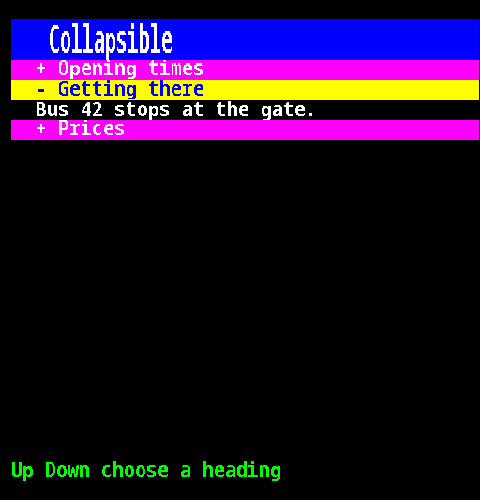 Collapsible
+ Opening times
- Getting there
Bus 42 stops at the gate.
+ Prices
Up Down choose a heading